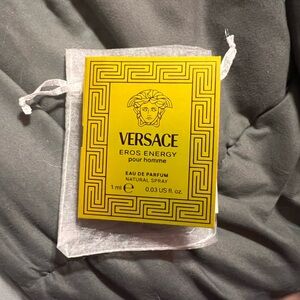 VERSACE
EROS ENERGY
pour homme
EAU DE PARFUM
NATURAL SPRAY
1 ml ℮ 0.03 US fl. oz.